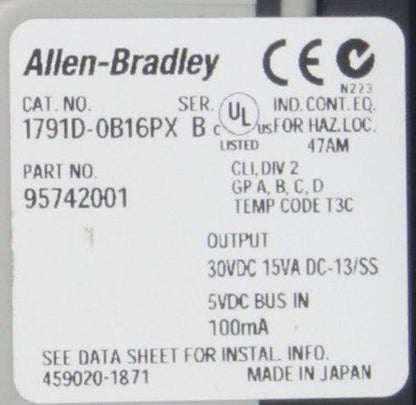 Allen-Bradley CE N223
CAT. NO. SER. UL IND. CONT. EQ.
1791D-0B16PX B c us FOR HAZ. LOC.
LISTED 47AM
PART NO. CLI, DIV 2
95742001 GP A, B, C, D
TEMP CODE T3C
OUTPUT
30VDC 15VA DC-13/SS
5VDC BUS IN
100mA
SEE DATA SHEET FOR INSTAL. INFO.
459020-1871 MADE IN JAPAN